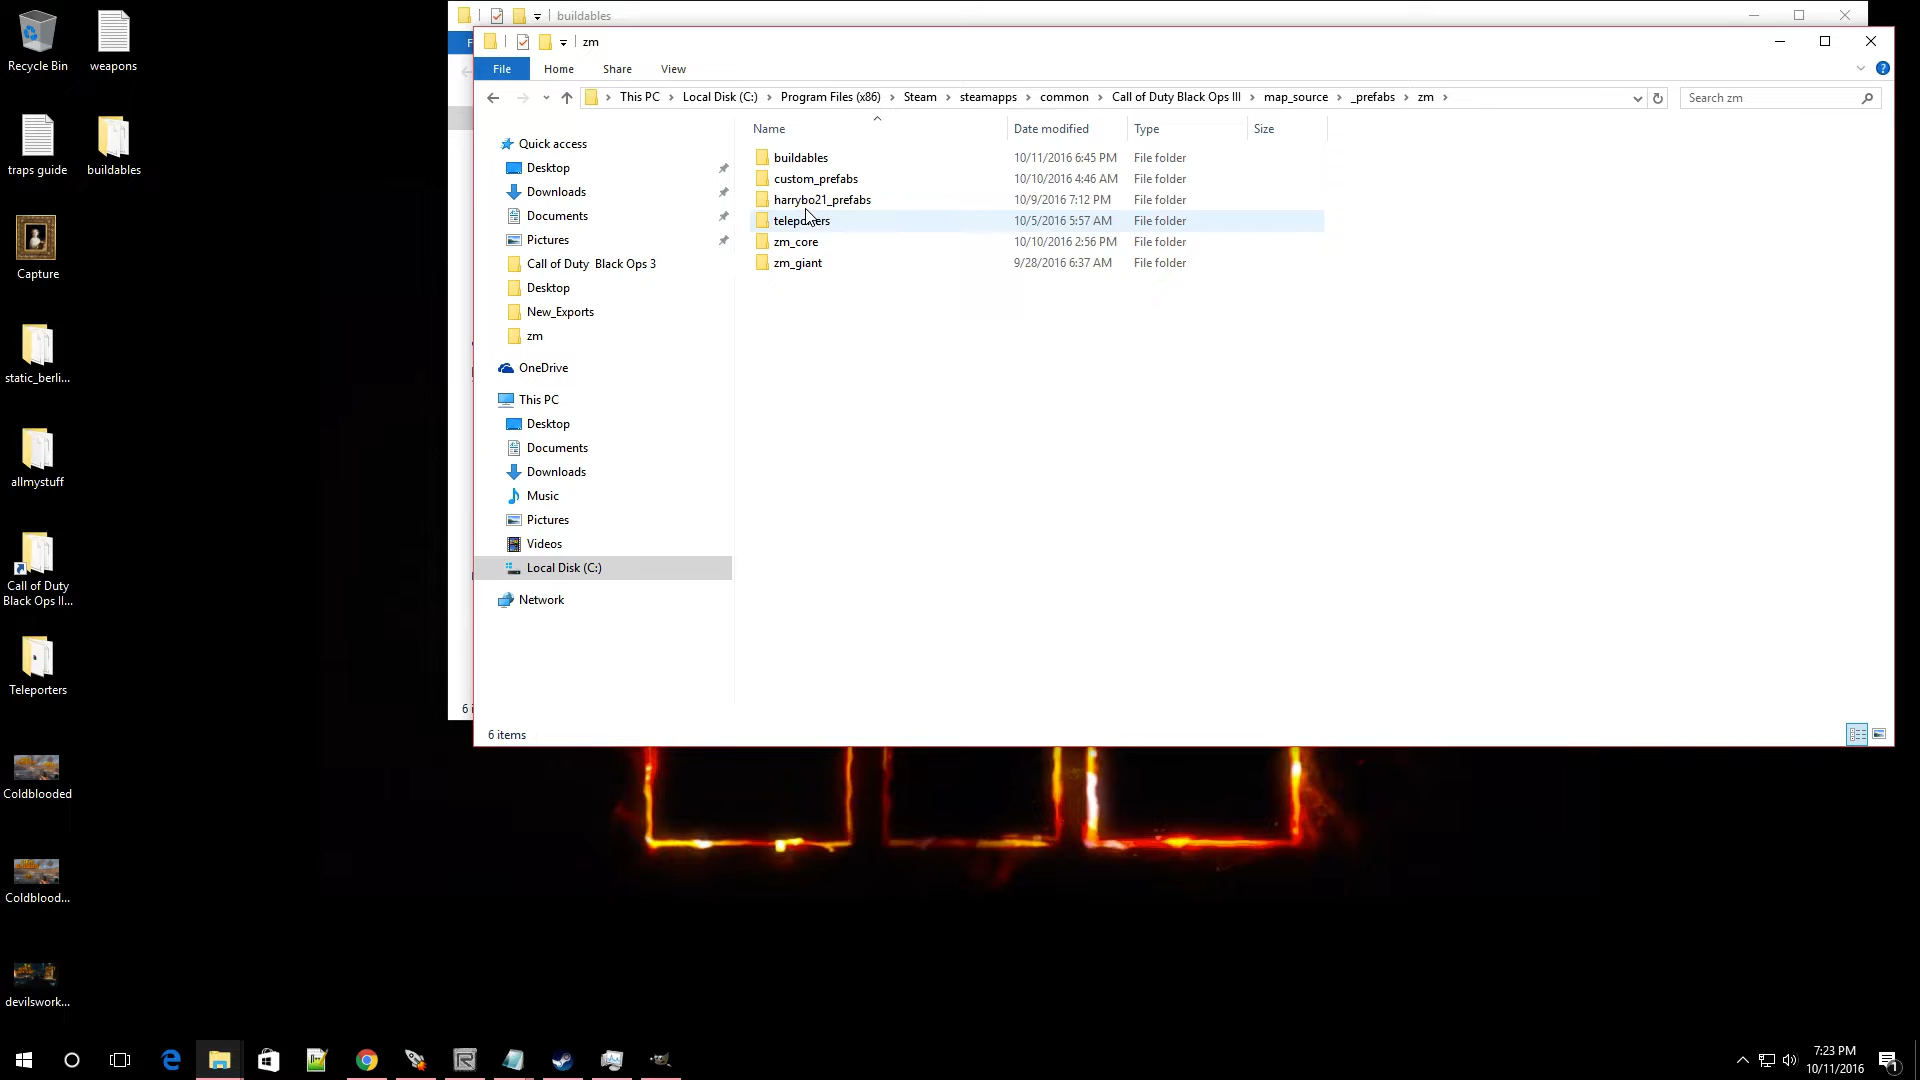 buildables
zm
File
Home
Share
View
This PC
Local Disk (C:)
Program Files (x86)
Steam
steamapps
common
Call of Duty Black Ops III
map_source
_prefabs
zm
Search zm
Quick access
Desktop
Downloads
Documents
Pictures
Call of Duty Black Ops 3
Desktop
New_Exports
zm
OneDrive
This PC
Desktop
Documents
Downloads
Music
Pictures
Videos
Local Disk (C:)
Network
Name Date modified Type Size
buildables 10/11/2016 6:45 PM File folder
custom_prefabs 10/10/2016 4:46 AM File folder
harrybo21_prefabs 10/9/2016 7:12 PM File folder
teleporters 10/5/2016 5:57 AM File folder
zm_core 10/10/2016 2:56 PM File folder
zm_giant 9/28/2016 6:37 AM File folder
6 items
Recycle Bin
weapons
traps guide
buildables
Capture
static_berli...
allmystuff
Call of Duty
Black Ops II...
Teleporters
Coldblooded
Coldblood...
devilswork...
7:23 PM
10/11/2016
1